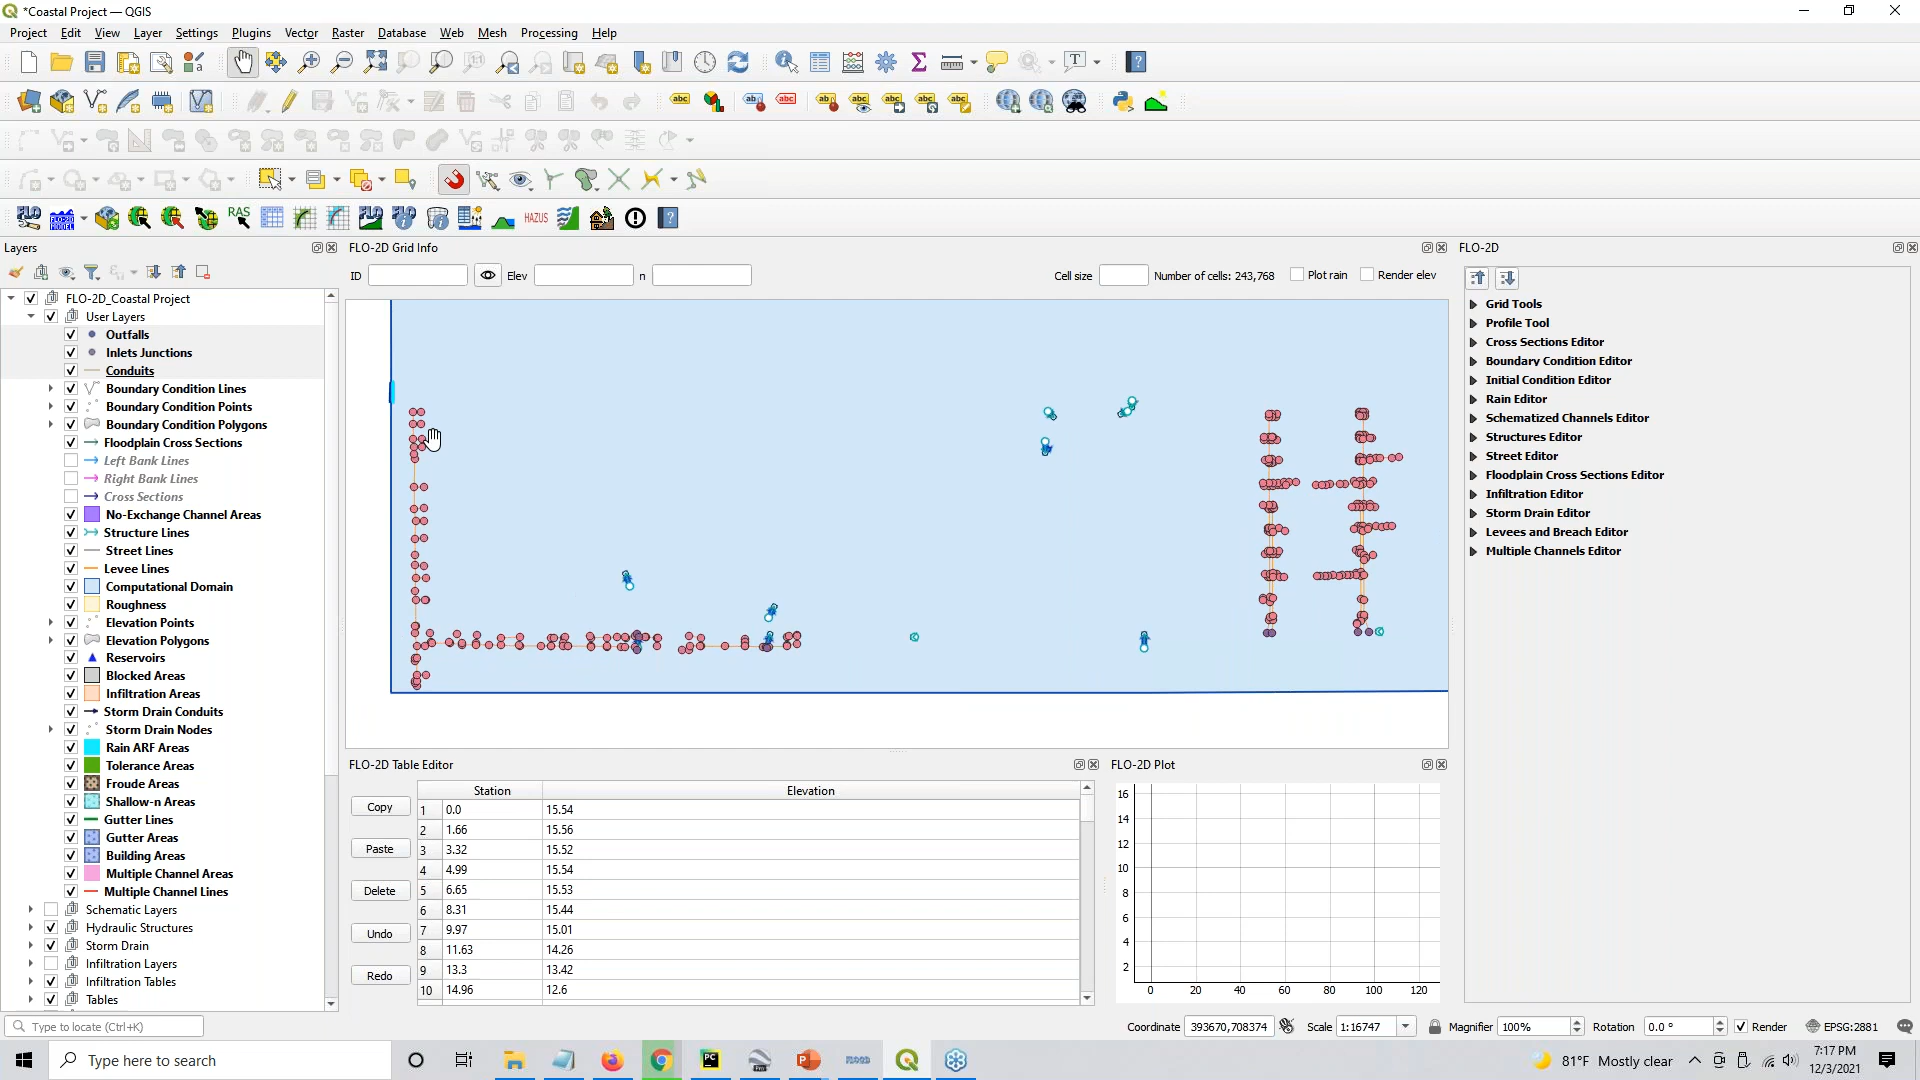 *Coastal Project — QGIS
Project Edit View Layer Settings Plugins Vector Raster Database Web Mesh Processing Help
RAS HAZUS
Layers
FLO-2D Grid Info
FLO-2D
ID Elev n Cell size Number of cells: 243,768 Plot rain Render elev
FLO-2D_Coastal Project
User Layers
Outfalls
Inlets Junctions
Conduits
Boundary Condition Lines
Boundary Condition Points
Boundary Condition Polygons
Floodplain Cross Sections
Left Bank Lines
Right Bank Lines
Cross Sections
No-Exchange Channel Areas
Structure Lines
Street Lines
Levee Lines
Computational Domain
Roughness
Elevation Points
Elevation Polygons
Reservoirs
Blocked Areas
Infiltration Areas
Storm Drain Conduits
Storm Drain Nodes
Rain ARF Areas
Tolerance Areas
Froude Areas
Shallow-n Areas
Gutter Lines
Gutter Areas
Building Areas
Multiple Channel Areas
Multiple Channel Lines
Schematic Layers
Hydraulic Structures
Storm Drain
Infiltration Layers
Infiltration Tables
Tables
Grid Tools
Profile Tool
Cross Sections Editor
Boundary Condition Editor
Initial Condition Editor
Rain Editor
Schematized Channels Editor
Structures Editor
Street Editor
Floodplain Cross Sections Editor
Infiltration Editor
Storm Drain Editor
Levees and Breach Editor
Multiple Channels Editor
FLO-2D Table Editor
Copy
Paste
Delete
Undo
Redo
Station Elevation
1 0.0 15.54
2 1.66 15.56
3 3.32 15.52
4 4.99 15.54
5 6.65 15.53
6 8.31 15.44
7 9.97 15.01
8 11.63 14.26
9 13.3 13.42
10 14.96 12.6
FLO-2D Plot
16
14
12
10
8
6
4
2
0 20 40 60 80 100 120
Type to locate (Ctrl+K)
Coordinate 393670,708374 Scale 1:16747 Magnifier 100% Rotation 0.0 ° Render EPSG:2881
Type here to search
81°F Mostly clear
7:17 PM
12/3/2021